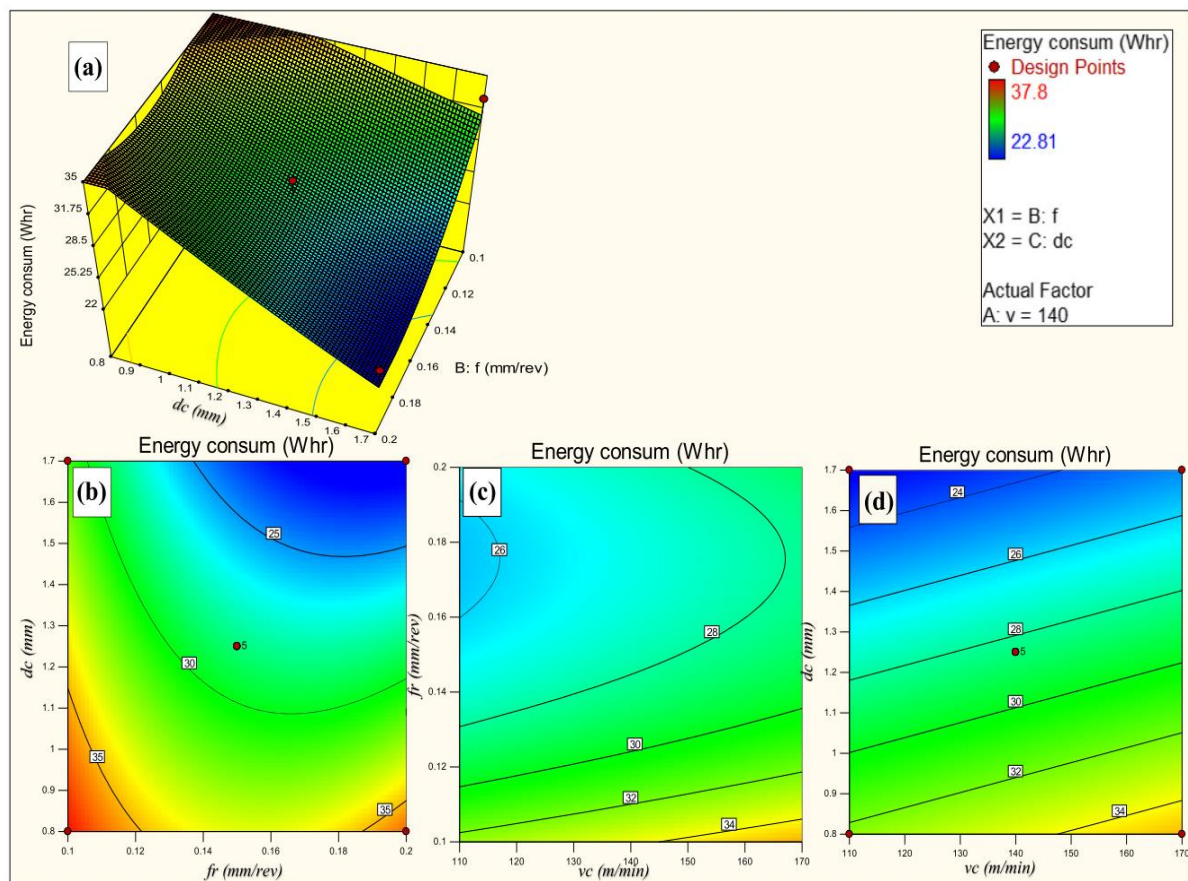 (a)
Energy consum (Whr)
35
31.75
28.5
25.25
22
0.8
0.9
1
1.1
1.2
1.3
1.4
1.5
1.6
1.7
dc (mm)
0.1
0.12
0.14
0.16
0.18
0.2
B: f (mm/rev)
Energy consum (Whr)
Design Points
37.8
22.81
X1 = B: f
X2 = C: dc
Actual Factor
A: v = 140
Energy consum (Whr)
(b)
dc (mm)
1.7
1.6
1.5
1.4
1.3
1.2
1.1
1
0.9
0.8
25
30
5
35
35
0.1 0.12 0.14 0.16 0.18 0.2
fr (mm/rev)
Energy consum (Whr)
(c)
fr (mm/rev)
0.2
0.18
0.16
0.14
0.12
0.1
26
28
30
32
34
110 120 130 140 150 160 170
vc (m/min)
Energy consum (Whr)
(d)
dc (mm)
1.7
1.6
1.5
1.4
1.3
1.2
1.1
1
0.9
0.8
24
26
28
5
30
32
34
110 120 130 140 150 160 170
vc (m/min)